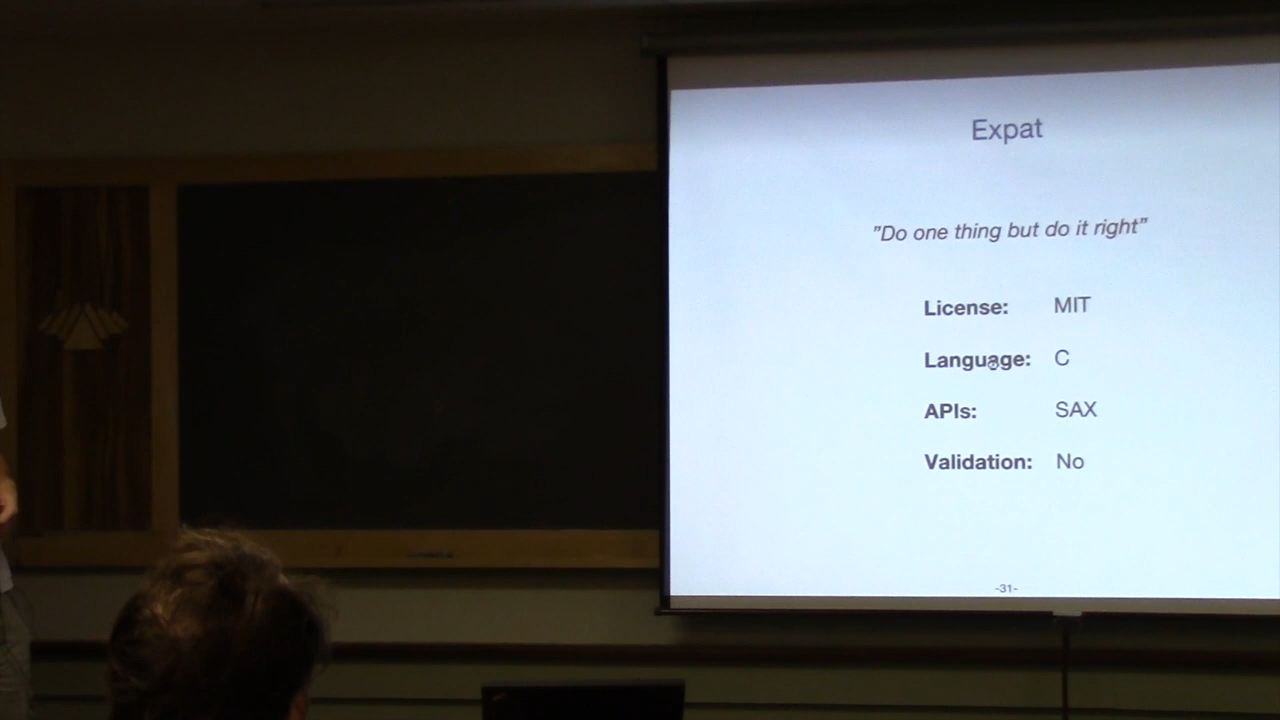 Expat
”Do one thing but do it right”
License: MIT
Language: C
APIs: SAX
Validation: No
-31-